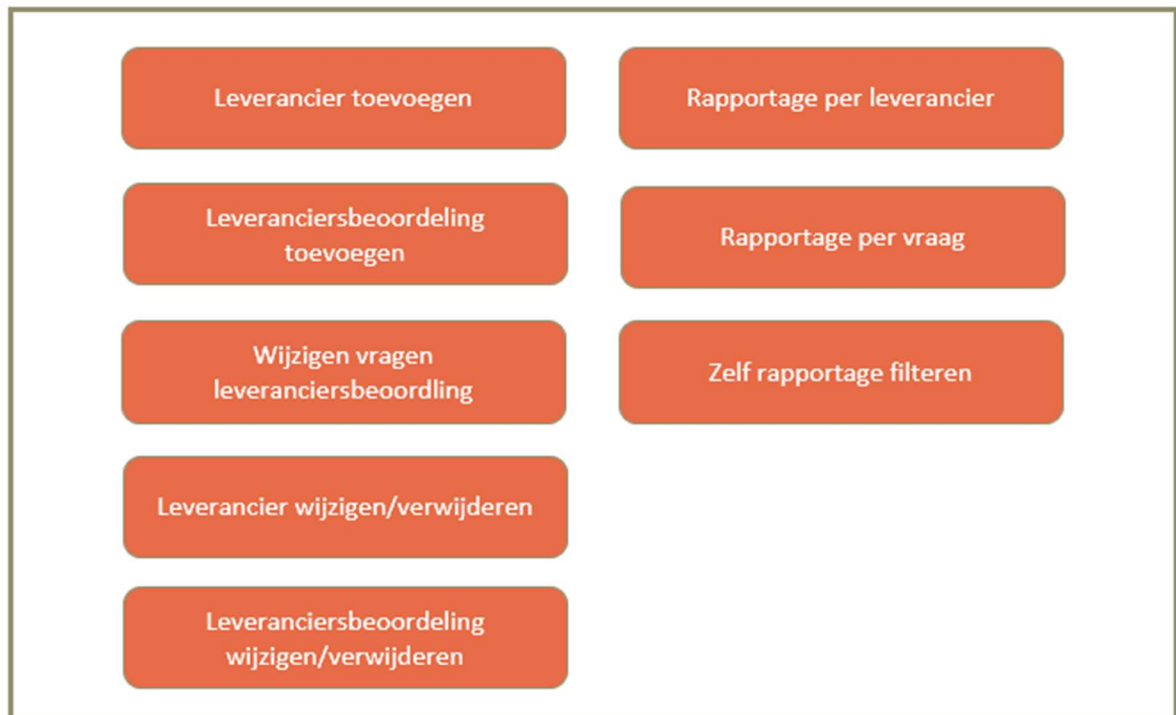 Leverancier toevoegen
Leveranciersbeoordeling
toevoegen
Wijzigen vragen
leveranciersbeoordling
Leverancier wijzigen/verwijderen
Leveranciersbeoordeling
wijzigen/verwijderen
Rapportage per leverancier
Rapportage per vraag
Zelf rapportage filteren